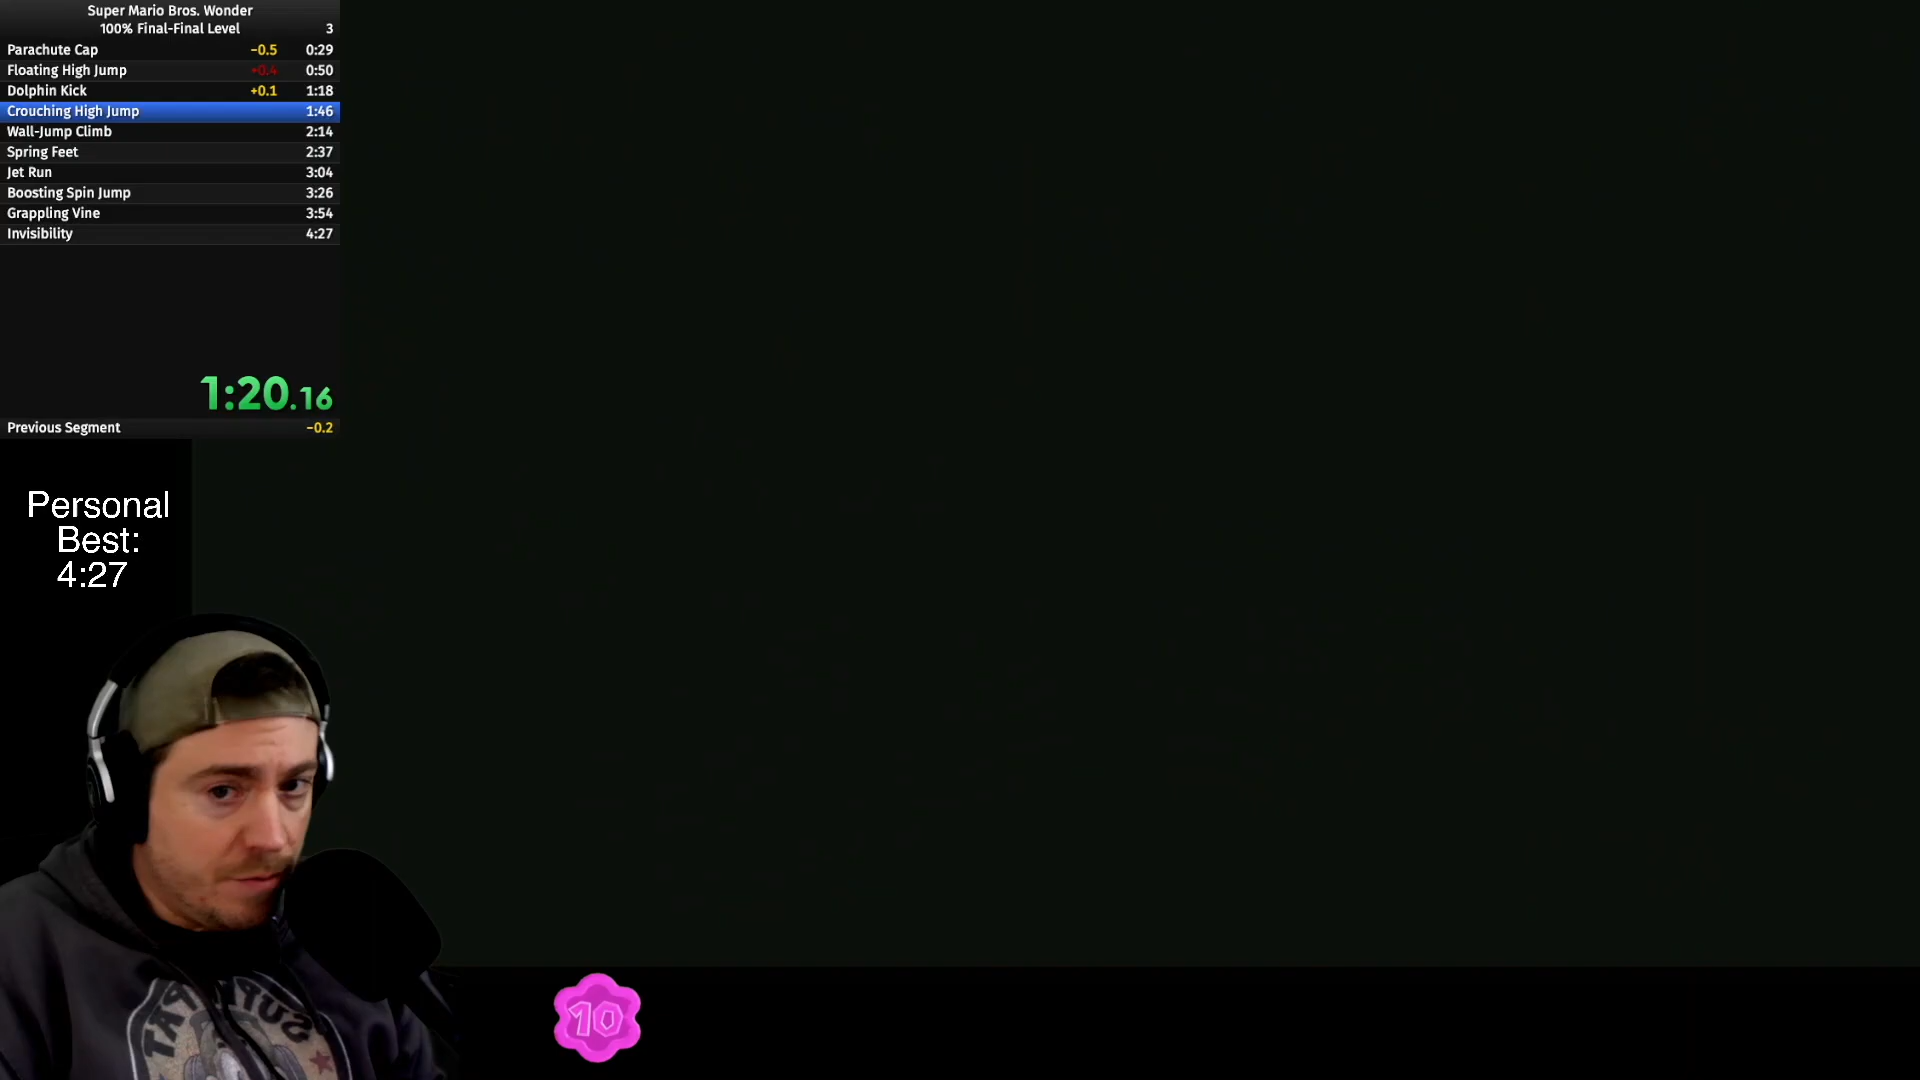 Super Mario Bros. Wonder
100% Final-Final Level 3
Parachute Cap −0.5 0:29
Floating High Jump +0.4 0:50
Dolphin Kick +0.1 1:18
Crouching High Jump 1:46
Wall-Jump Climb 2:14
Spring Feet 2:37
Jet Run 3:04
Boosting Spin Jump 3:26
Grappling Vine 3:54
Invisibility 4:27
1:20.16
Previous Segment −0.2
Personal
Best:
4:27
10